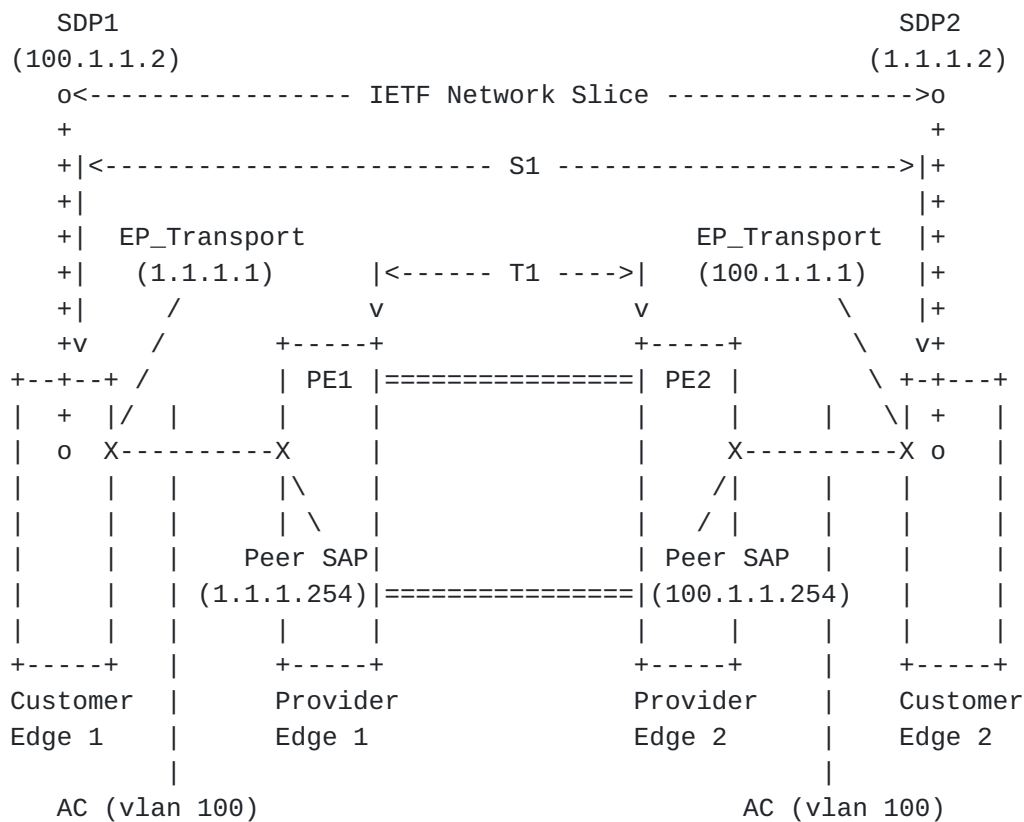 SDP1 SDP2
(100.1.1.2) (1.1.1.2)
o<----------------- IETF Network Slice ---------------->o
+ +
+|<------------------------- S1 ---------------------->|+
+| |+
+| EP_Transport EP_Transport |+
+| (1.1.1.1) |<------ T1 ---->| (100.1.1.1) |+
+| / v v \ |+
+v / +-----+ +-----+ \ v+
+--+--+ / | PE1 |================| PE2 | \ +-+---+
| + |/ | | | | | | \| + |
| o X----------X | | X----------X o |
| | | |\ | | /| | | |
| | | | \ | | / | | | |
| | | Peer SAP| | Peer SAP | | |
| | | (1.1.1.254)|================|(100.1.1.254) | |
| | | | | | | | | |
+-----+ | +-----+ +-----+ | +-----+
Customer | Provider Provider | Customer
Edge 1 | Edge 1 Edge 2 | Edge 2
| |
AC (vlan 100) AC (vlan 100)